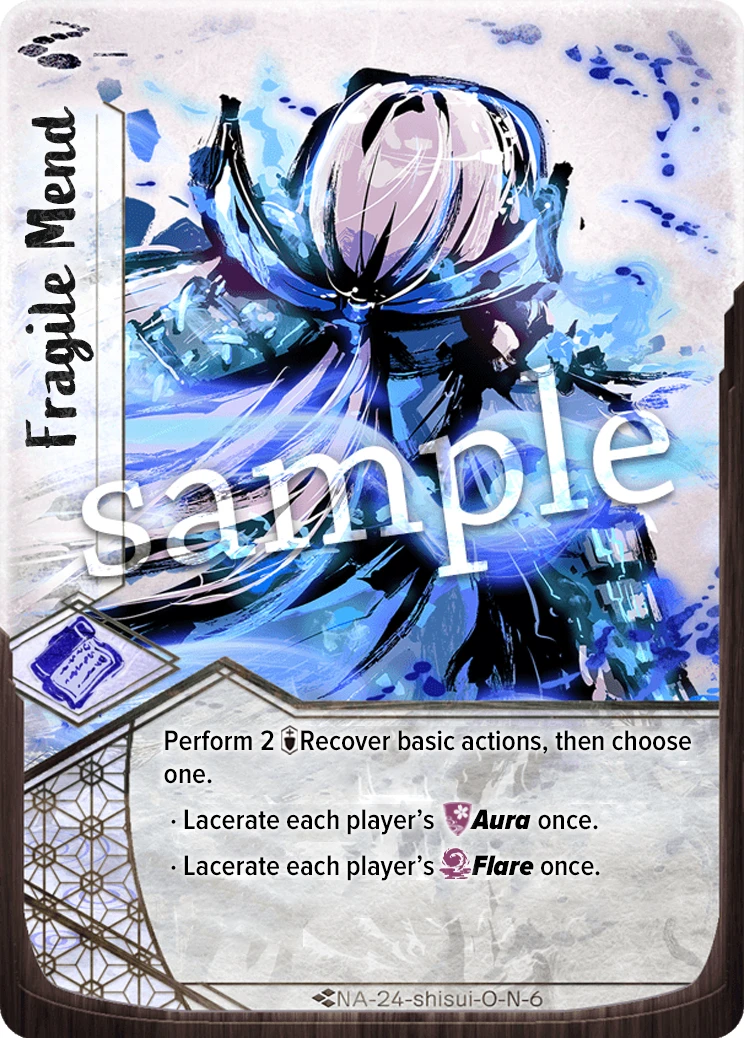 Fragile Mend
sample
Perform 2 Recover basic actions, then choose
one.
· Lacerate each player's Aura once.
· Lacerate each player's Flare once.
NA-24-shisui-O-N-6